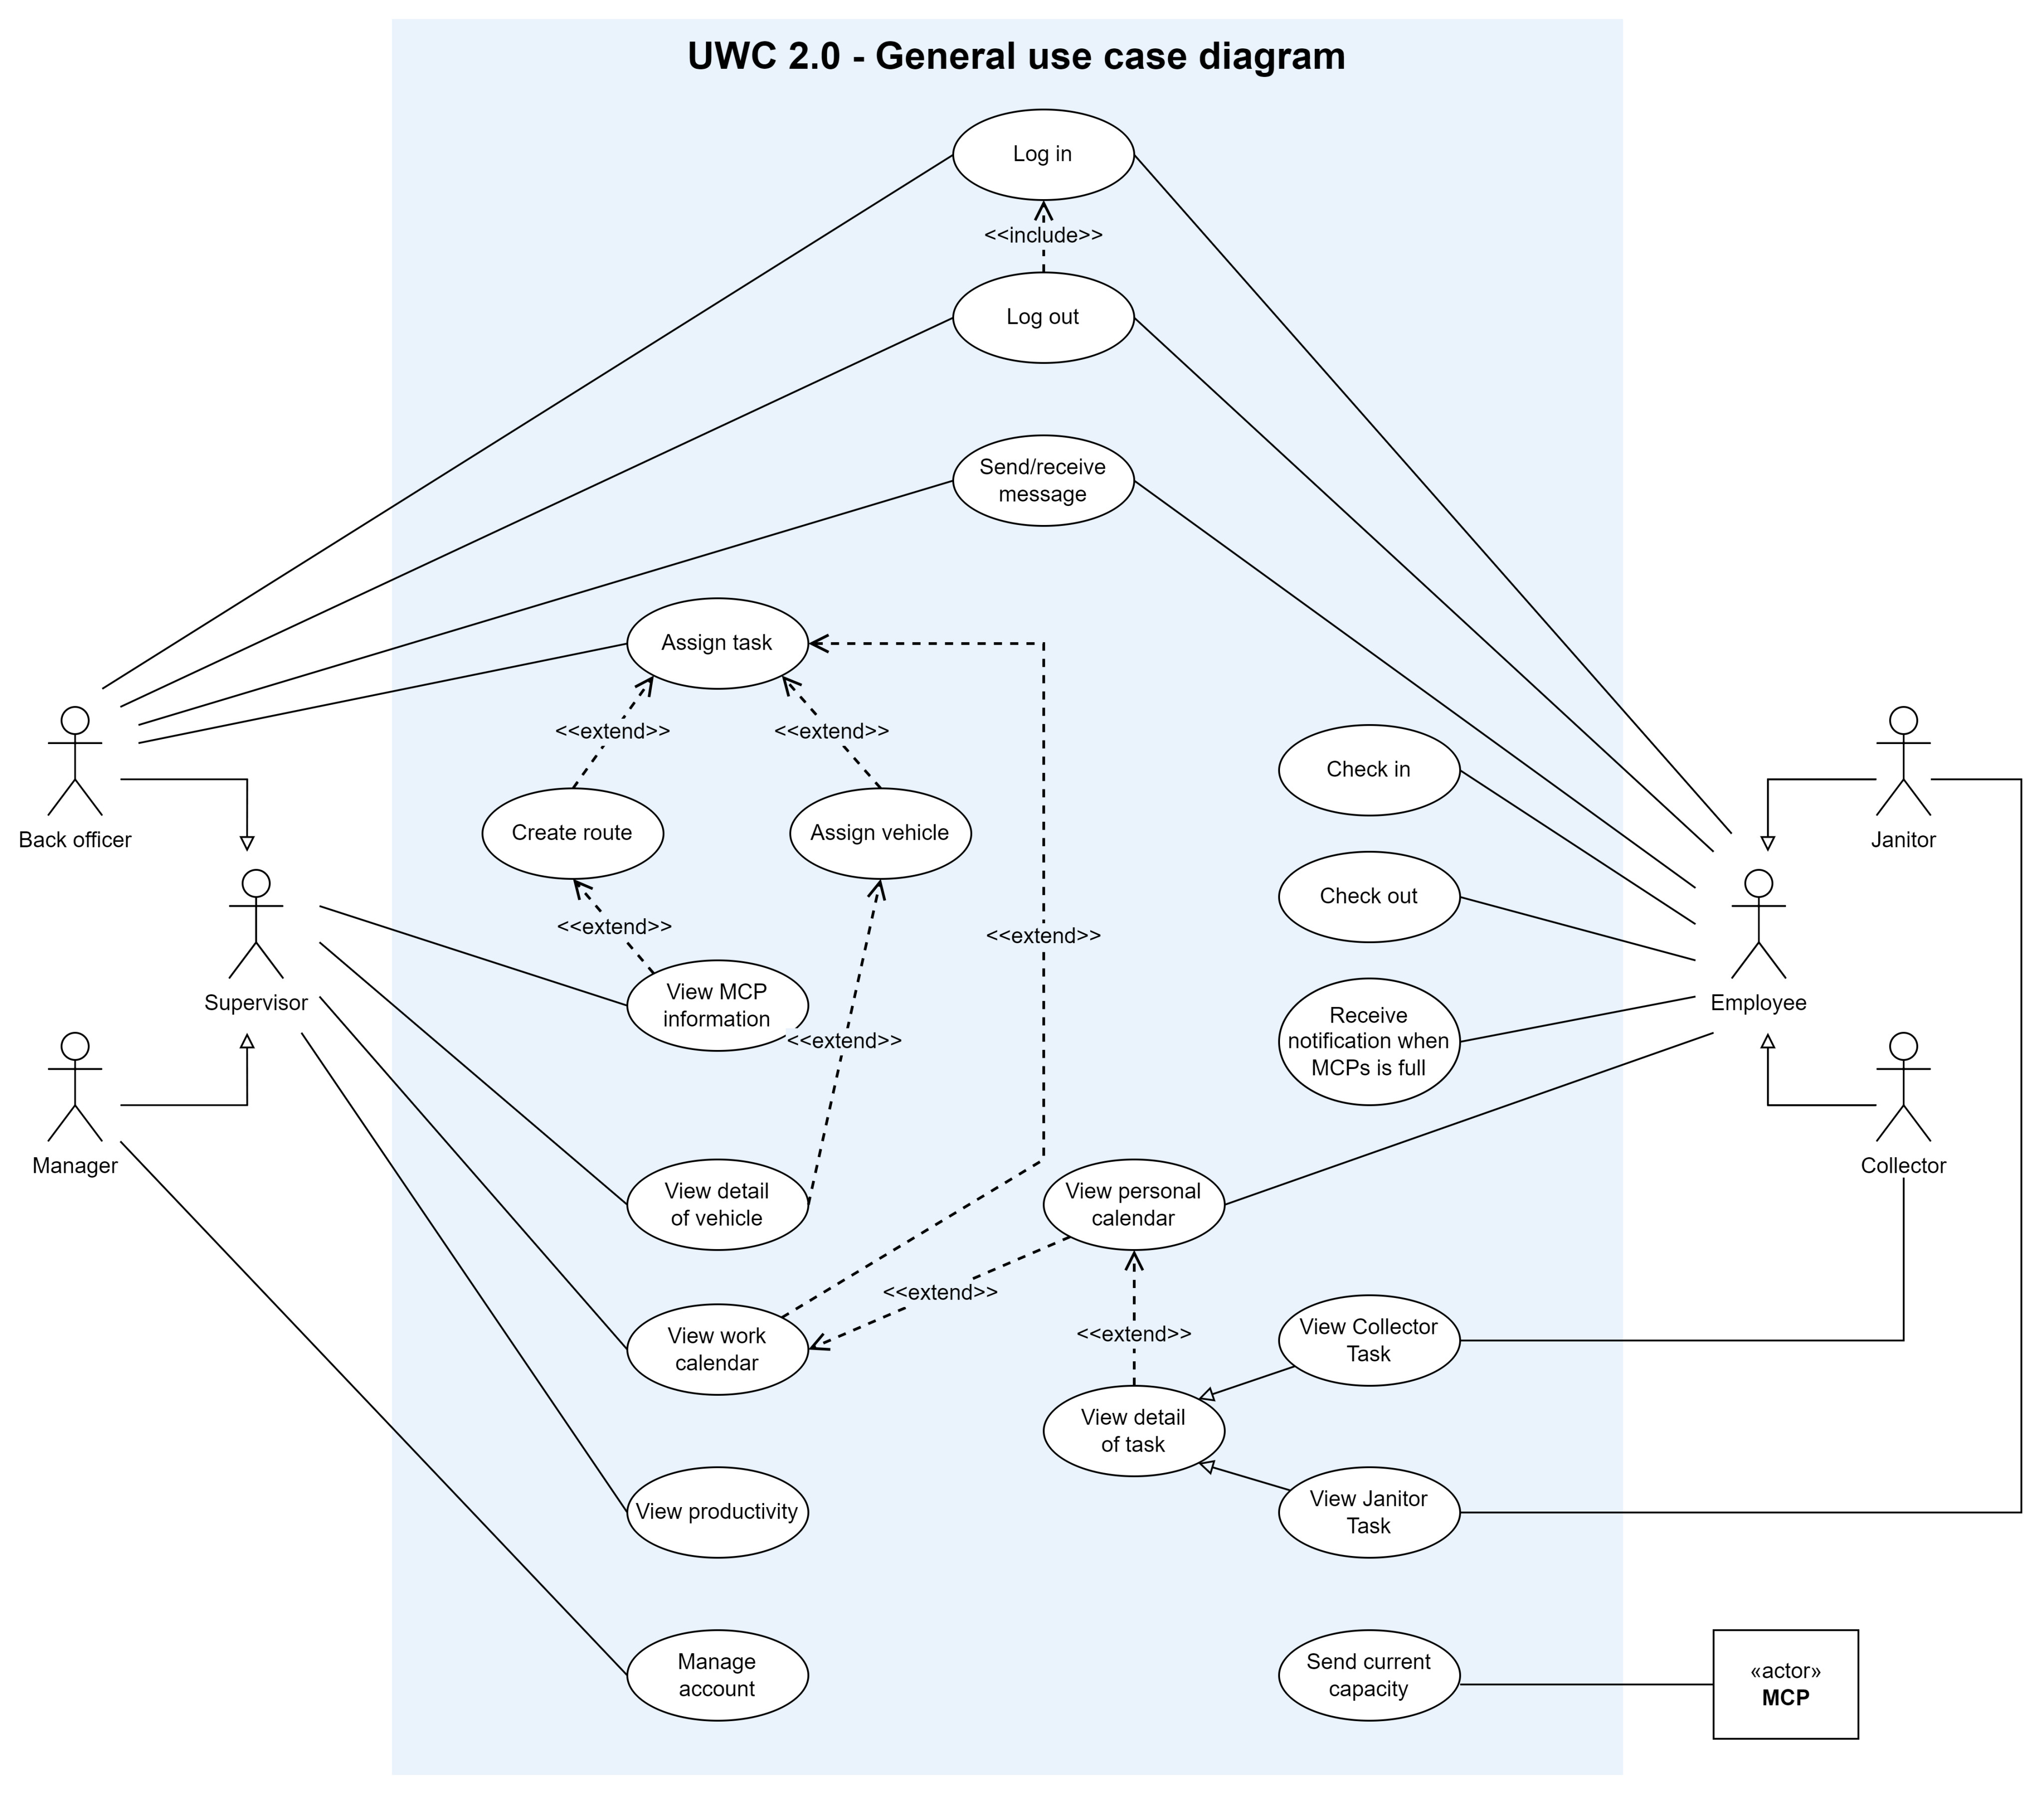 UWC 2.0 - General use case diagram
Log in
<<include>>
Log out
Send/receive
message
Assign task
<<extend>>
<<extend>>
Check in
Create route
Assign vehicle
Back officer
Janitor
Check out
<<extend>>
<<extend>>
View MCP
information
Supervisor
Employee
Receive
notification when
MCPs is full
<<extend>>
Manager
Collector
View detail
of vehicle
View personal
calendar
<<extend>>
View work
calendar
<<extend>>
View Collector
Task
View detail
of task
View productivity
View Janitor
Task
Manage
account
Send current
capacity
«actor»
MCP